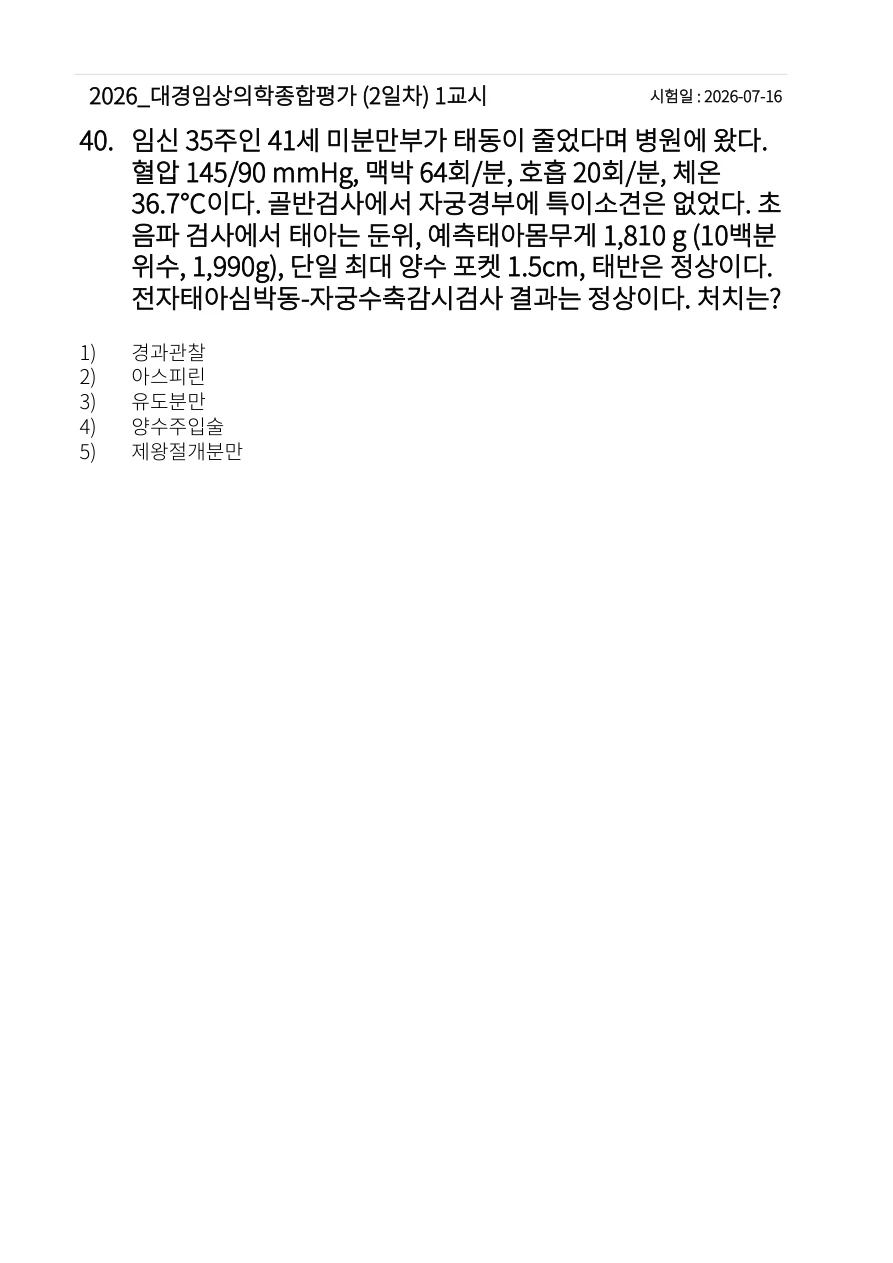 2026_대경임상의학종합평가 (2일차) 1교시 시험일 : 2026-07-16
40. 임신 35주인 41세 미분만부가 태동이 줄었다며 병원에 왔다.
혈압 145/90 mmHg, 맥박 64회/분, 호흡 20회/분, 체온
36.7℃이다. 골반검사에서 자궁경부에 특이소견은 없었다. 초
음파 검사에서 태아는 둔위, 예측태아몸무게 1,810 g (10백분
위수, 1,990g), 단일 최대 양수 포켓 1.5cm, 태반은 정상이다.
전자태아심박동-자궁수축감시검사 결과는 정상이다. 처치는?
1) 경과관찰
2) 아스피린
3) 유도분만
4) 양수주입술
5) 제왕절개분만